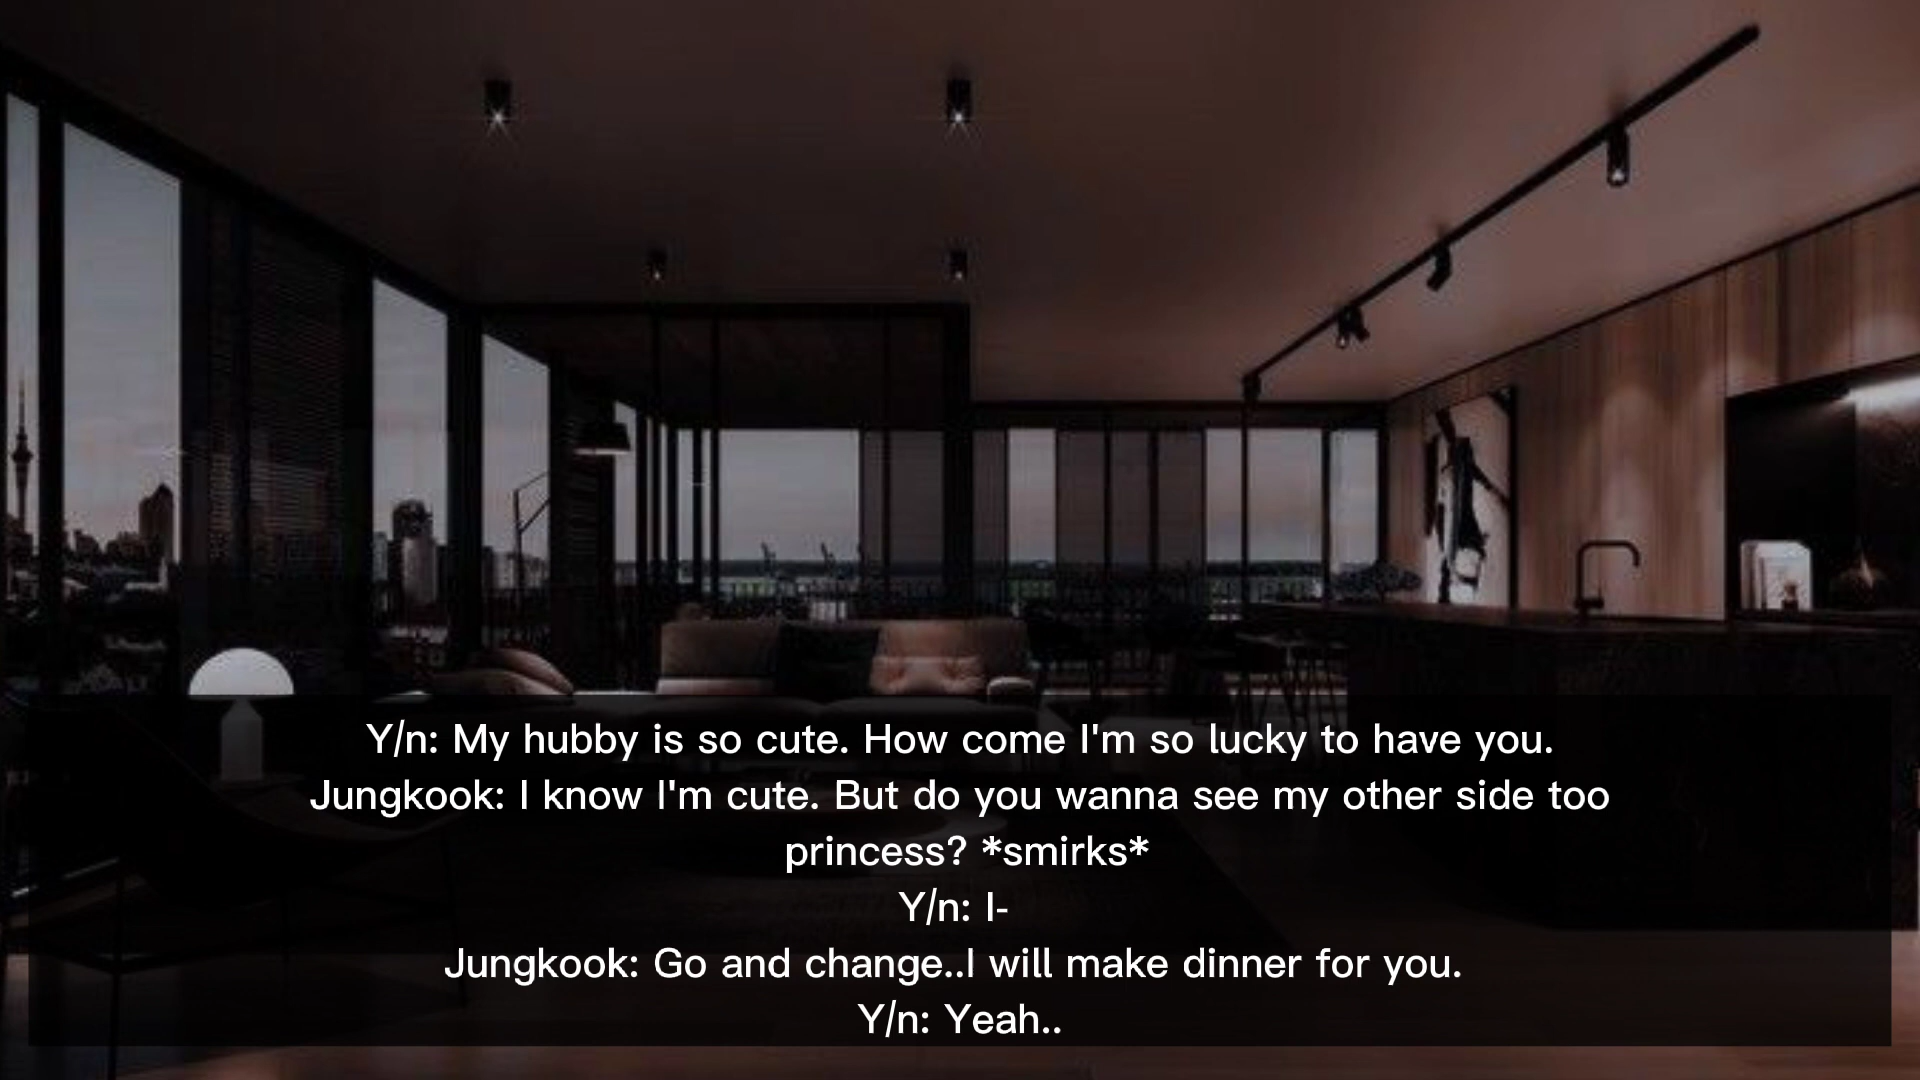 Y/n: My hubby is so cute. How come I'm so lucky to have you.
Jungkook: I know I'm cute. But do you wanna see my other side too
princess? *smirks*
Y/n: I-
Jungkook: Go and change..I will make dinner for you.
Y/n: Yeah..